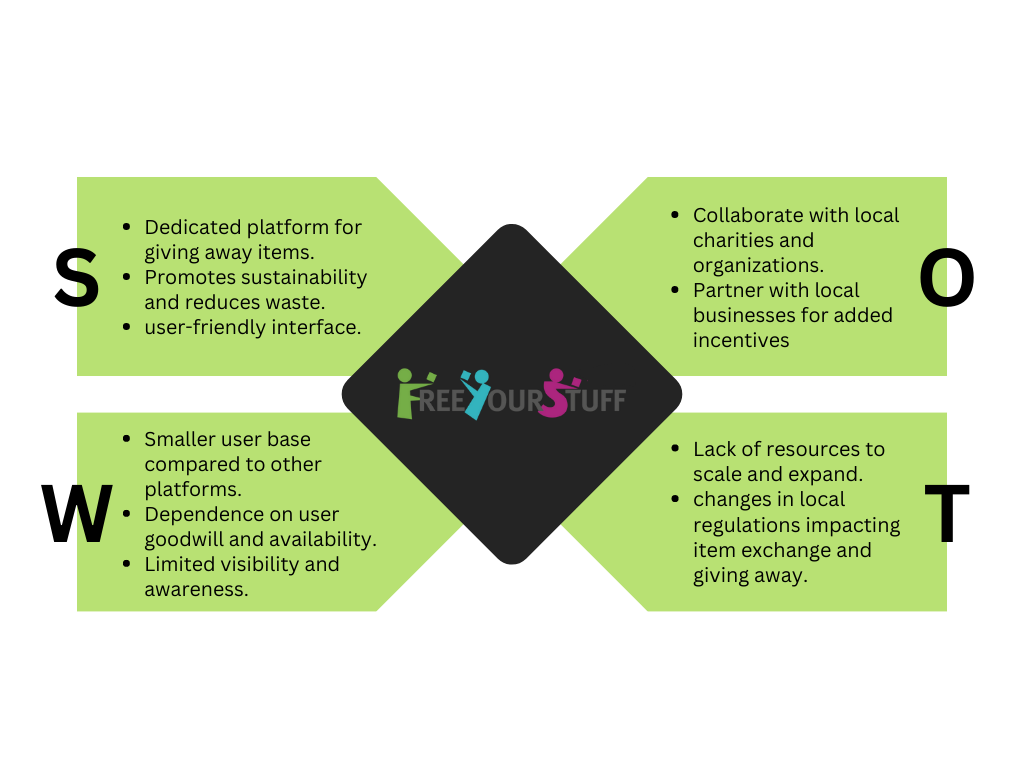 S
• Dedicated platform for
giving away items.
• Promotes sustainability
and reduces waste.
• user-friendly interface.
O
• Collaborate with local
charities and
organizations.
• Partner with local
businesses for added
incentives
FREEYOURSTUFF
W
• Smaller user base
compared to other
platforms.
• Dependence on user
goodwill and availability.
• Limited visibility and
awareness.
T
• Lack of resources to
scale and expand.
• changes in local
regulations impacting
item exchange and
giving away.